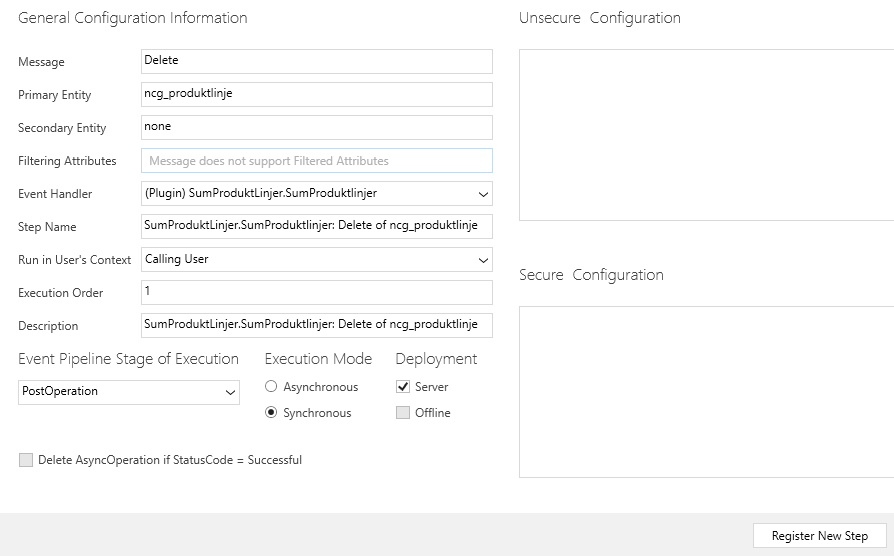 General Configuration Information
Message
Delete
Primary Entity
ncg_produktlinje
Secondary Entity
none
Filtering Attributes
Message does not support Filtered Attributes
Event Handler
(Plugin) SumProduktLinjer.SumProduktlinjer
Step Name
SumProduktLinjer.SumProduktlinjer: Delete of ncg_produktlinje
Run in User's Context
Calling User
Execution Order
1
Description
SumProduktLinjer.SumProduktlinjer: Delete of ncg_produktlinje
Event Pipeline Stage of Execution
PostOperation
Execution Mode
Asynchronous
Synchronous
Deployment
Server
Offline
Delete AsyncOperation if StatusCode = Successful
Unsecure Configuration
Secure Configuration
Register New Step